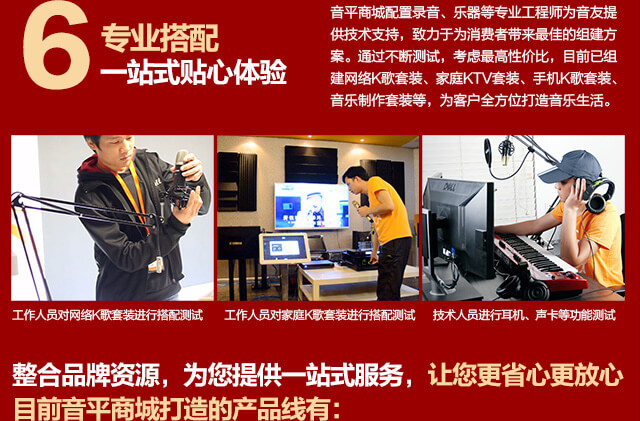 6
专业搭配
一站式贴心体验
音平商城配置录音、乐器等专业工程师为音友提
供技术支持，致力于为消费者带来最佳的组建方
案。通过不断测试，考虑最高性价比，目前已组
建网络K歌套装、家庭KTV套装、手机K歌套装、
音乐制作套装等，为客户全方位打造音乐生活。
DELL
工作人员对网络K歌套装进行搭配测试
工作人员对家庭K歌套装进行搭配测试
技术人员进行耳机、声卡等功能测试
整合品牌资源，为您提供一站式服务，让您更省心更放心
目前音平商城打造的产品线有：